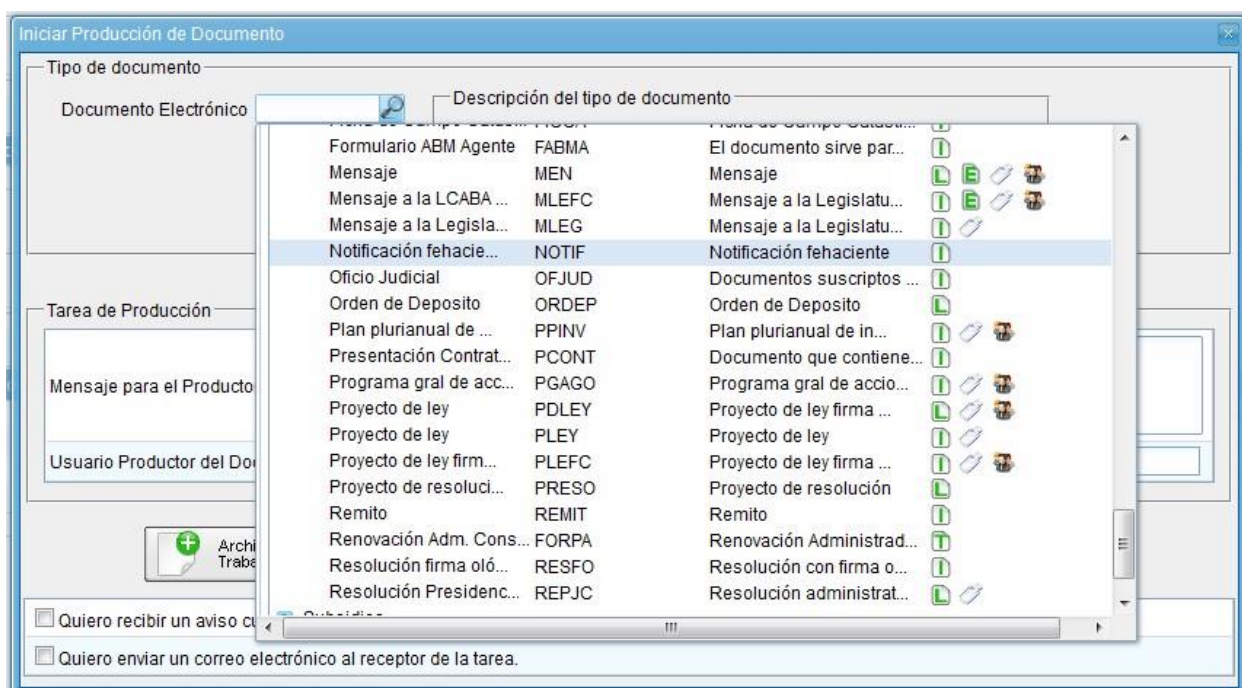 Iniciar Producción de Documento
Tipo de documento
Documento Electrónico
Descripción del tipo de documento
Formulario ABM Agente FABMA El documento sirve par... I
Mensaje MEN Mensaje L E
Mensaje a la LCABA ... MLEFC Mensaje a la Legislatu... I E
Mensaje a la Legisla... MLEG Mensaje a la Legislatu... I
Notificación fehacie... NOTIF Notificación fehaciente I
Oficio Judicial OFJUD Documentos suscriptos ... I
Orden de Deposito ORDEP Orden de Deposito L
Plan plurianual de ... PPINV Plan plurianual de in... I
Presentación Contrat... PCONT Documento que contiene... I
Programa gral de acc... PGAGO Programa gral de accio... I
Proyecto de ley PDLEY Proyecto de ley firma ... L
Proyecto de ley PLEY Proyecto de ley I
Proyecto de ley firm... PLEFC Proyecto de ley firma ... I
Proyecto de resoluci... PRESO Proyecto de resolución L
Remito REMIT Remito I
Renovación Adm. Cons... FORPA Renovación Administrad... T
Resolución firma oló... RESFO Resolución con firma o... I
Resolución Presidenc... REPJC Resolución administrat... L
Tarea de Producción
Mensaje para el Producto
Usuario Productor del Do
Archi
Traba
Quiero recibir un aviso cu
Quiero enviar un correo electrónico al receptor de la tarea.